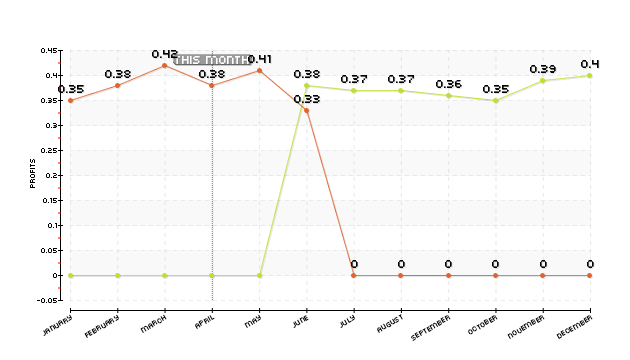 0.45
0.4
0.35
0.3
0.25
0.2
0.15
0.1
0.05
0
-0.05
PROFITS
THIS MONTH
0.35
0.38
0.42
0.38
0.41
0.33
0
0
0
0
0
0
0.38
0.37
0.37
0.36
0.35
0.39
0.4
JANUARY
FEBRUARY
MARCH
APRIL
MAY
JUNE
JULY
AUGUST
SEPTEMBER
OCTOBER
NOVEMBER
DECEMBER